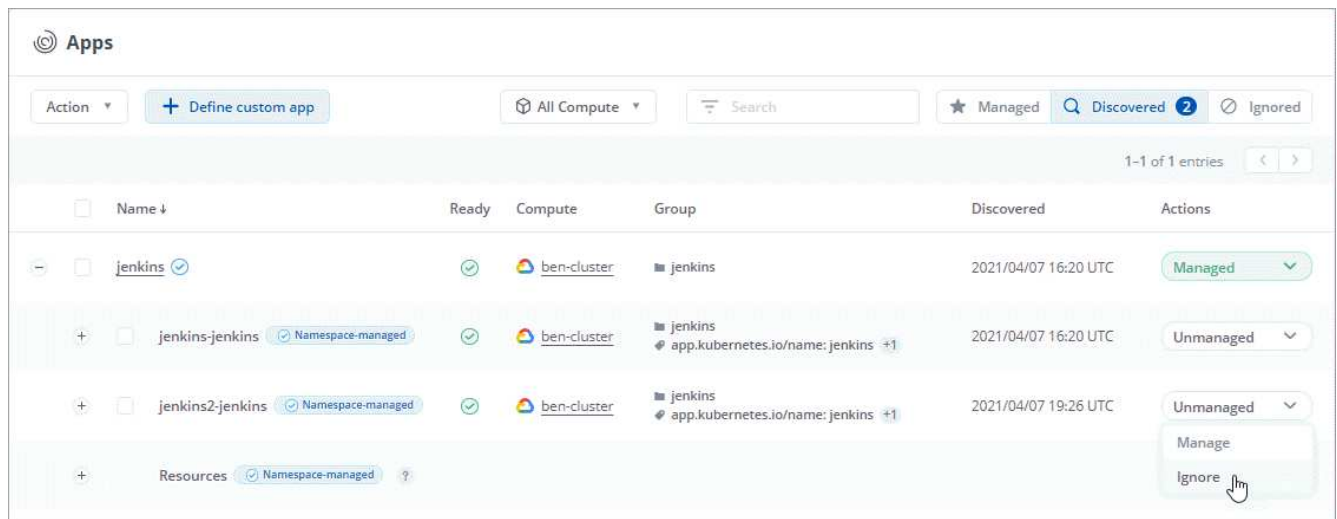 Apps
Action ▼ + Define custom app All Compute ▼ Search Managed Discovered 2 Ignored
1–1 of 1 entries < >
Name ↓ Ready Compute Group Discovered Actions
jenkins ben-cluster jenkins 2021/04/07 16:20 UTC Managed
jenkins
jenkins-jenkins Namespace-managed ben-cluster 2021/04/07 16:20 UTC Unmanaged
app.kubernetes.io/name: jenkins +1
jenkins
jenkins2-jenkins Namespace-managed ben-cluster 2021/04/07 19:26 UTC Unmanaged
app.kubernetes.io/name: jenkins +1
Manage
Resources Namespace-managed ? Ignore